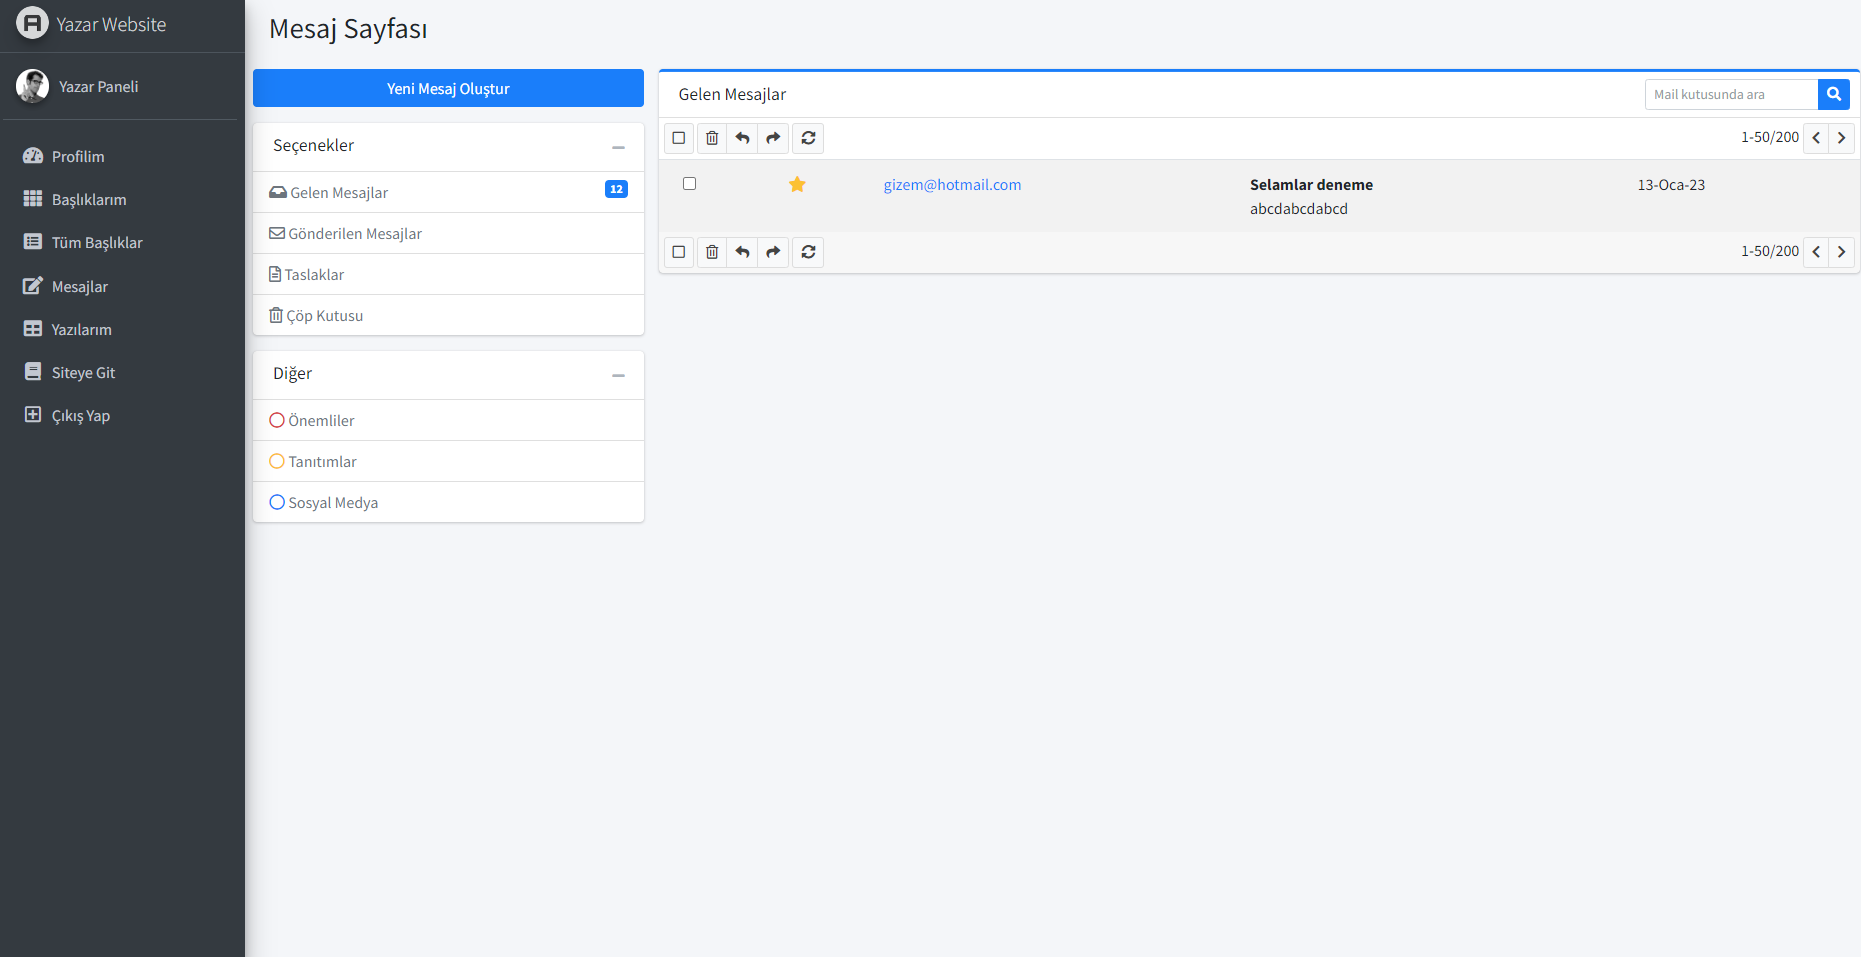 Yazar Website
Yazar Paneli
Profilim
Başlıklarım
Tüm Başlıklar
Mesajlar
Yazılarım
Siteye Git
Çıkış Yap
Mesaj Sayfası
Yeni Mesaj Oluştur
Seçenekler
Gelen Mesajlar 12
Gönderilen Mesajlar
Taslaklar
Çöp Kutusu
Diğer
Önemliler
Tanıtımlar
Sosyal Medya
Gelen Mesajlar
Mail kutusunda ara
1-50/200
gizem@hotmail.com Selamlar deneme 13-Oca-23
abcdabcdabcd
1-50/200